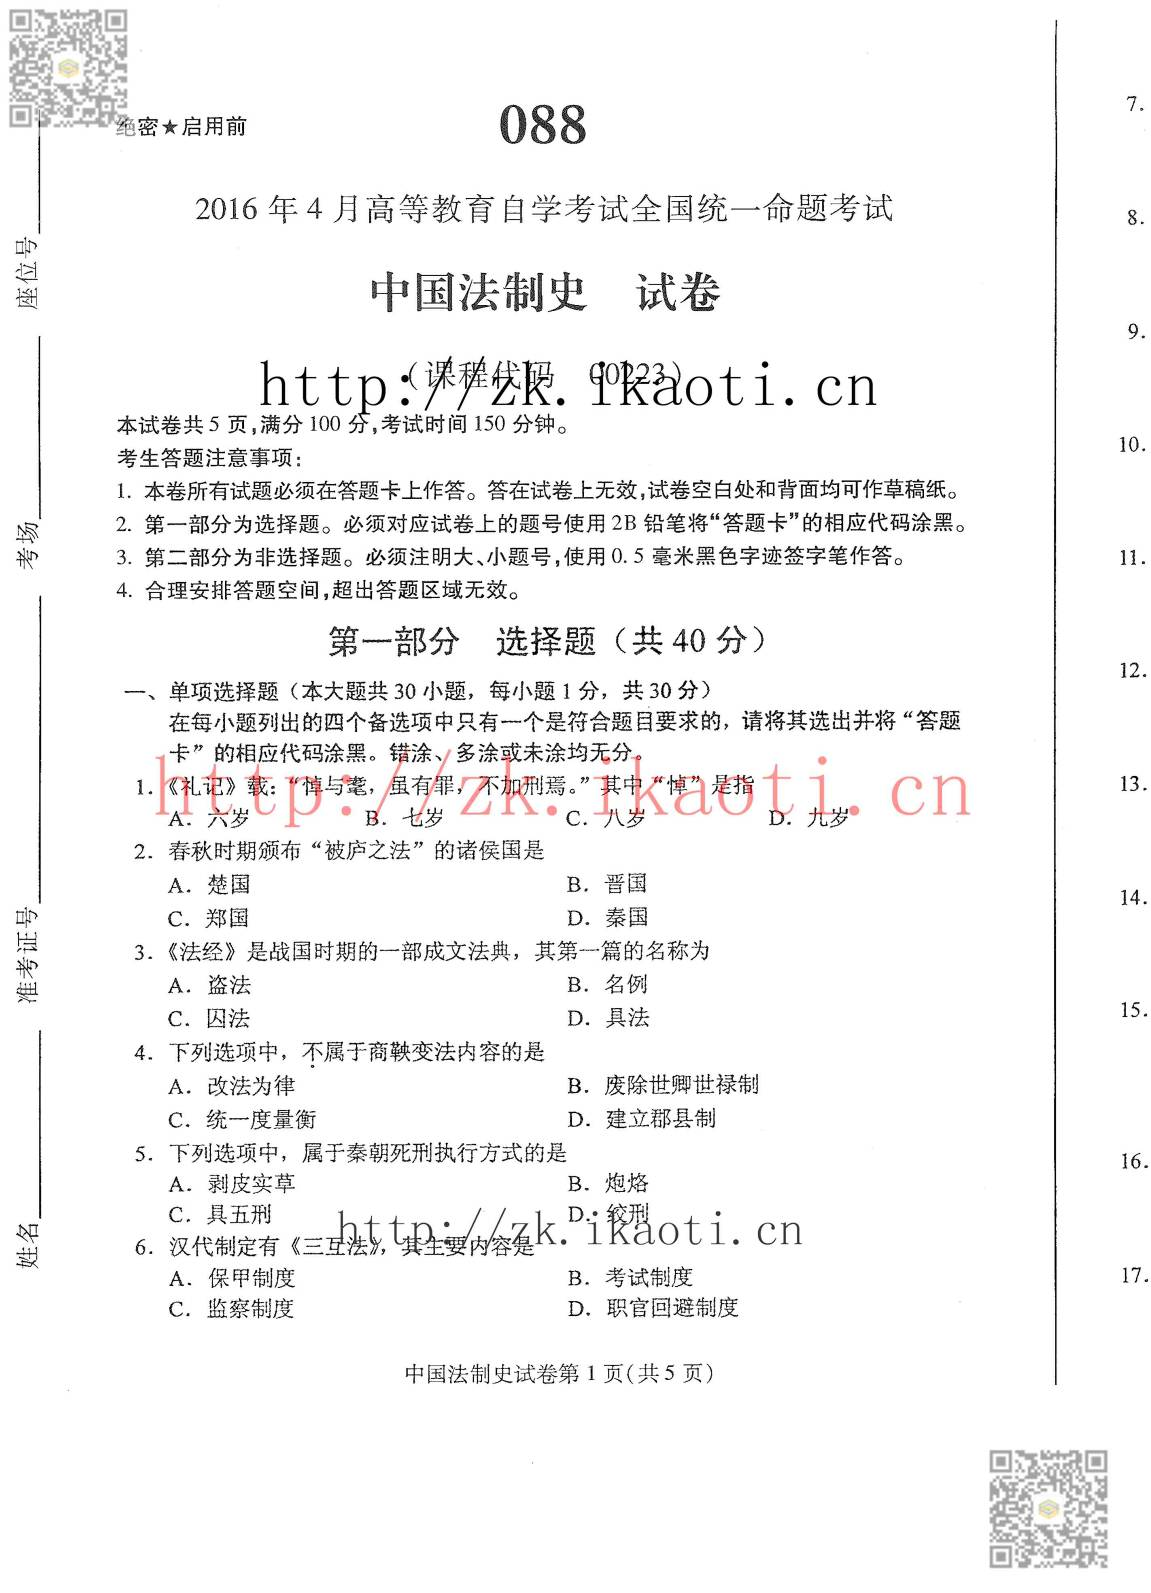 绝密★启用前
088
2016 年 4 月高等教育自学考试全国统一命题考试
中国法制史 试卷
(课程代码 00223)
http://zk.ikaoti.cn
本试卷共 5 页,满分 100 分,考试时间 150 分钟。
考生答题注意事项:
1. 本卷所有试题必须在答题卡上作答。答在试卷上无效,试卷空白处和背面均可作草稿纸。
2. 第一部分为选择题。必须对应试卷上的题号使用 2B 铅笔将“答题卡”的相应代码涂黑。
3. 第二部分为非选择题。必须注明大、小题号,使用 0. 5 毫米黑色字迹签字笔作答。
4. 合理安排答题空间,超出答题区域无效。
第一部分 选择题(共 40 分)
一、单项选择题(本大题共 30 小题,每小题 1 分,共 30 分)
在每小题列出的四个备选项中只有一个是符合题目要求的,请将其选出并将“答题
卡”的相应代码涂黑。错涂、多涂或未涂均无分。
http://zk.ikaoti.cn
1.《礼记》载:“悼与耄,虽有罪,不加刑焉。”其中“悼”是指
A. 六岁 B. 七岁 C. 八岁 D. 九岁
2. 春秋时期颁布“被庐之法”的诸侯国是
A. 楚国 B. 晋国
C. 郑国 D. 秦国
3.《法经》是战国时期的一部成文法典,其第一篇的名称为
A. 盗法 B. 名例
C. 囚法 D. 具法
4. 下列选项中,不属于商鞅变法内容的是
A. 改法为律 B. 废除世卿世禄制
C. 统一度量衡 D. 建立郡县制
5. 下列选项中,属于秦朝死刑执行方式的是
A. 剥皮实草 B. 炮烙
C. 具五刑 D. 绞刑
http://zk.ikaoti.cn
6. 汉代制定有《三互法》,其主要内容是
A. 保甲制度 B. 考试制度
C. 监察制度 D. 职官回避制度
中国法制史试卷第 1 页(共 5 页)
座位号
考场
准考证号
姓名
7.
8.
9.
10.
11.
12.
13.
14.
15.
16.
17.